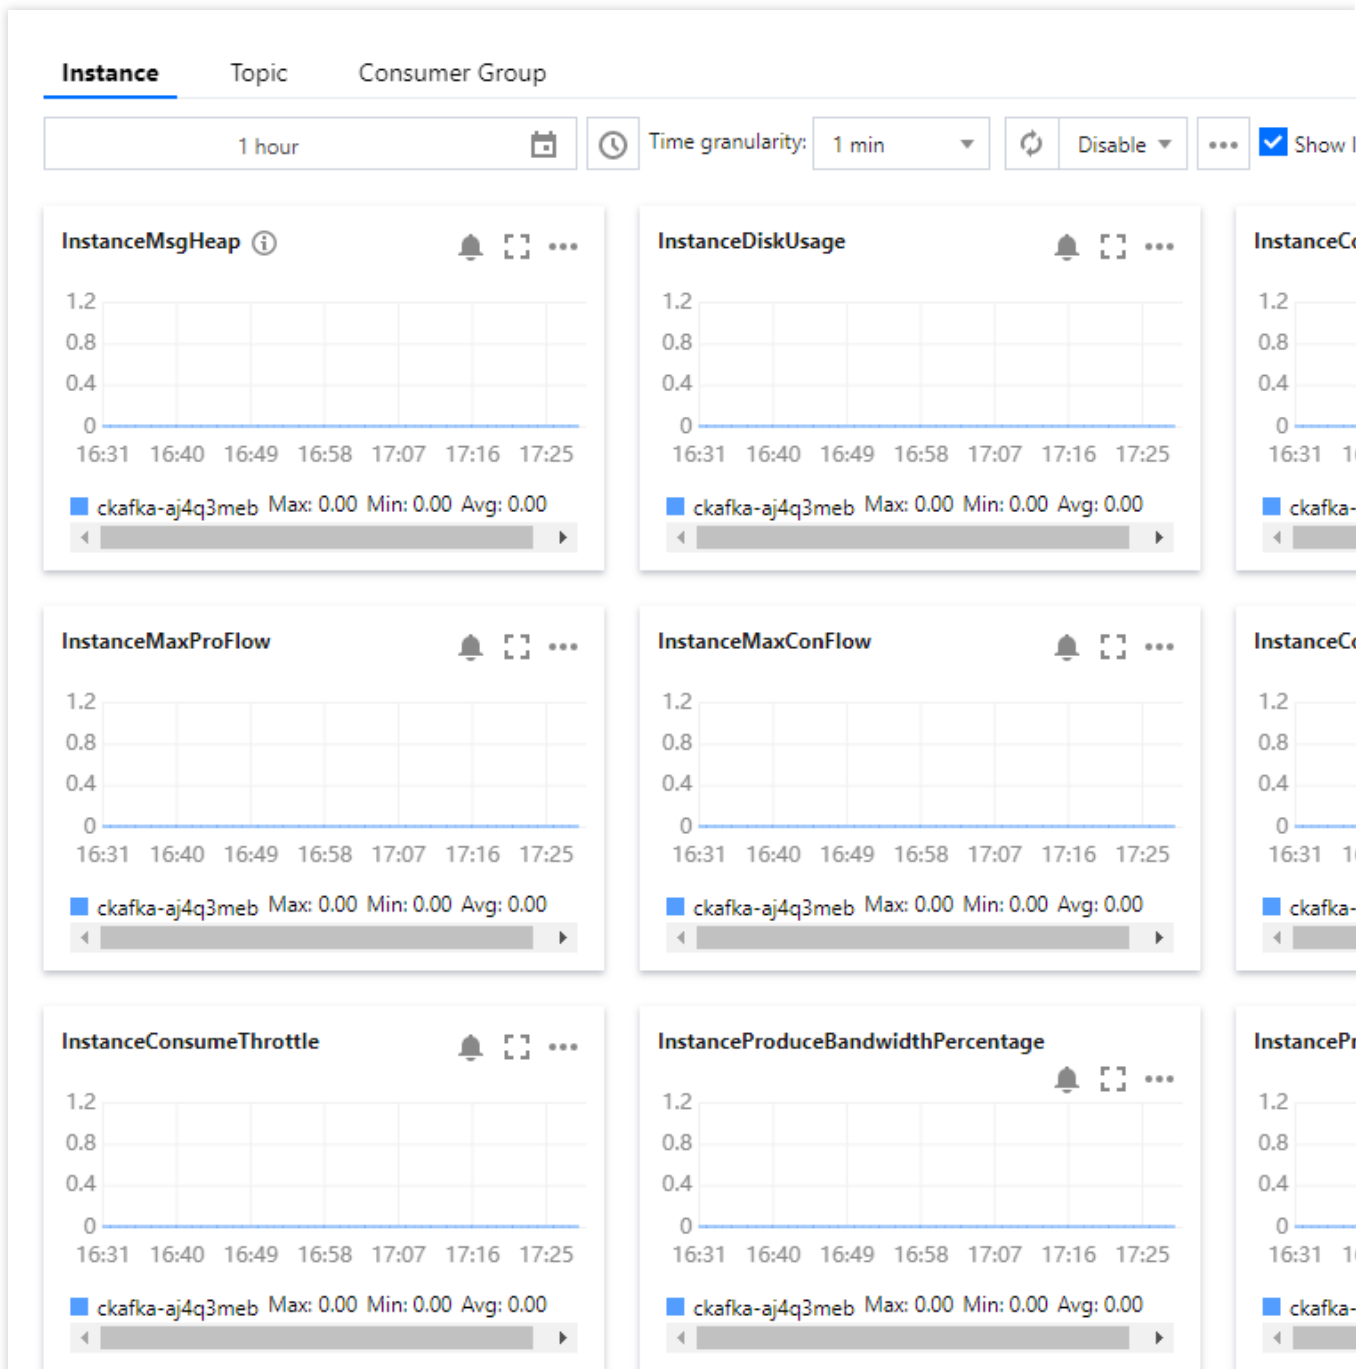 Instance Topic Consumer Group
1 hour Time granularity: 1 min Disable Show
InstanceMsgHeap
1.2
0.8
0.4
0
16:31 16:40 16:49 16:58 17:07 17:16 17:25
ckafka-aj4q3meb Max: 0.00 Min: 0.00 Avg: 0.00
InstanceDiskUsage
1.2
0.8
0.4
0
16:31 16:40 16:49 16:58 17:07 17:16 17:25
ckafka-aj4q3meb Max: 0.00 Min: 0.00 Avg: 0.00
InstanceCo
1.2
0.8
0.4
0
16:31
ckafka-
InstanceMaxProFlow
1.2
0.8
0.4
0
16:31 16:40 16:49 16:58 17:07 17:16 17:25
ckafka-aj4q3meb Max: 0.00 Min: 0.00 Avg: 0.00
InstanceMaxConFlow
1.2
0.8
0.4
0
16:31 16:40 16:49 16:58 17:07 17:16 17:25
ckafka-aj4q3meb Max: 0.00 Min: 0.00 Avg: 0.00
InstanceCo
1.2
0.8
0.4
0
16:31
ckafka-
InstanceConsumeThrottle
1.2
0.8
0.4
0
16:31 16:40 16:49 16:58 17:07 17:16 17:25
ckafka-aj4q3meb Max: 0.00 Min: 0.00 Avg: 0.00
InstanceProduceBandwidthPercentage
1.2
0.8
0.4
0
16:31 16:40 16:49 16:58 17:07 17:16 17:25
ckafka-aj4q3meb Max: 0.00 Min: 0.00 Avg: 0.00
InstancePr
1.2
0.8
0.4
0
16:31
ckafka-